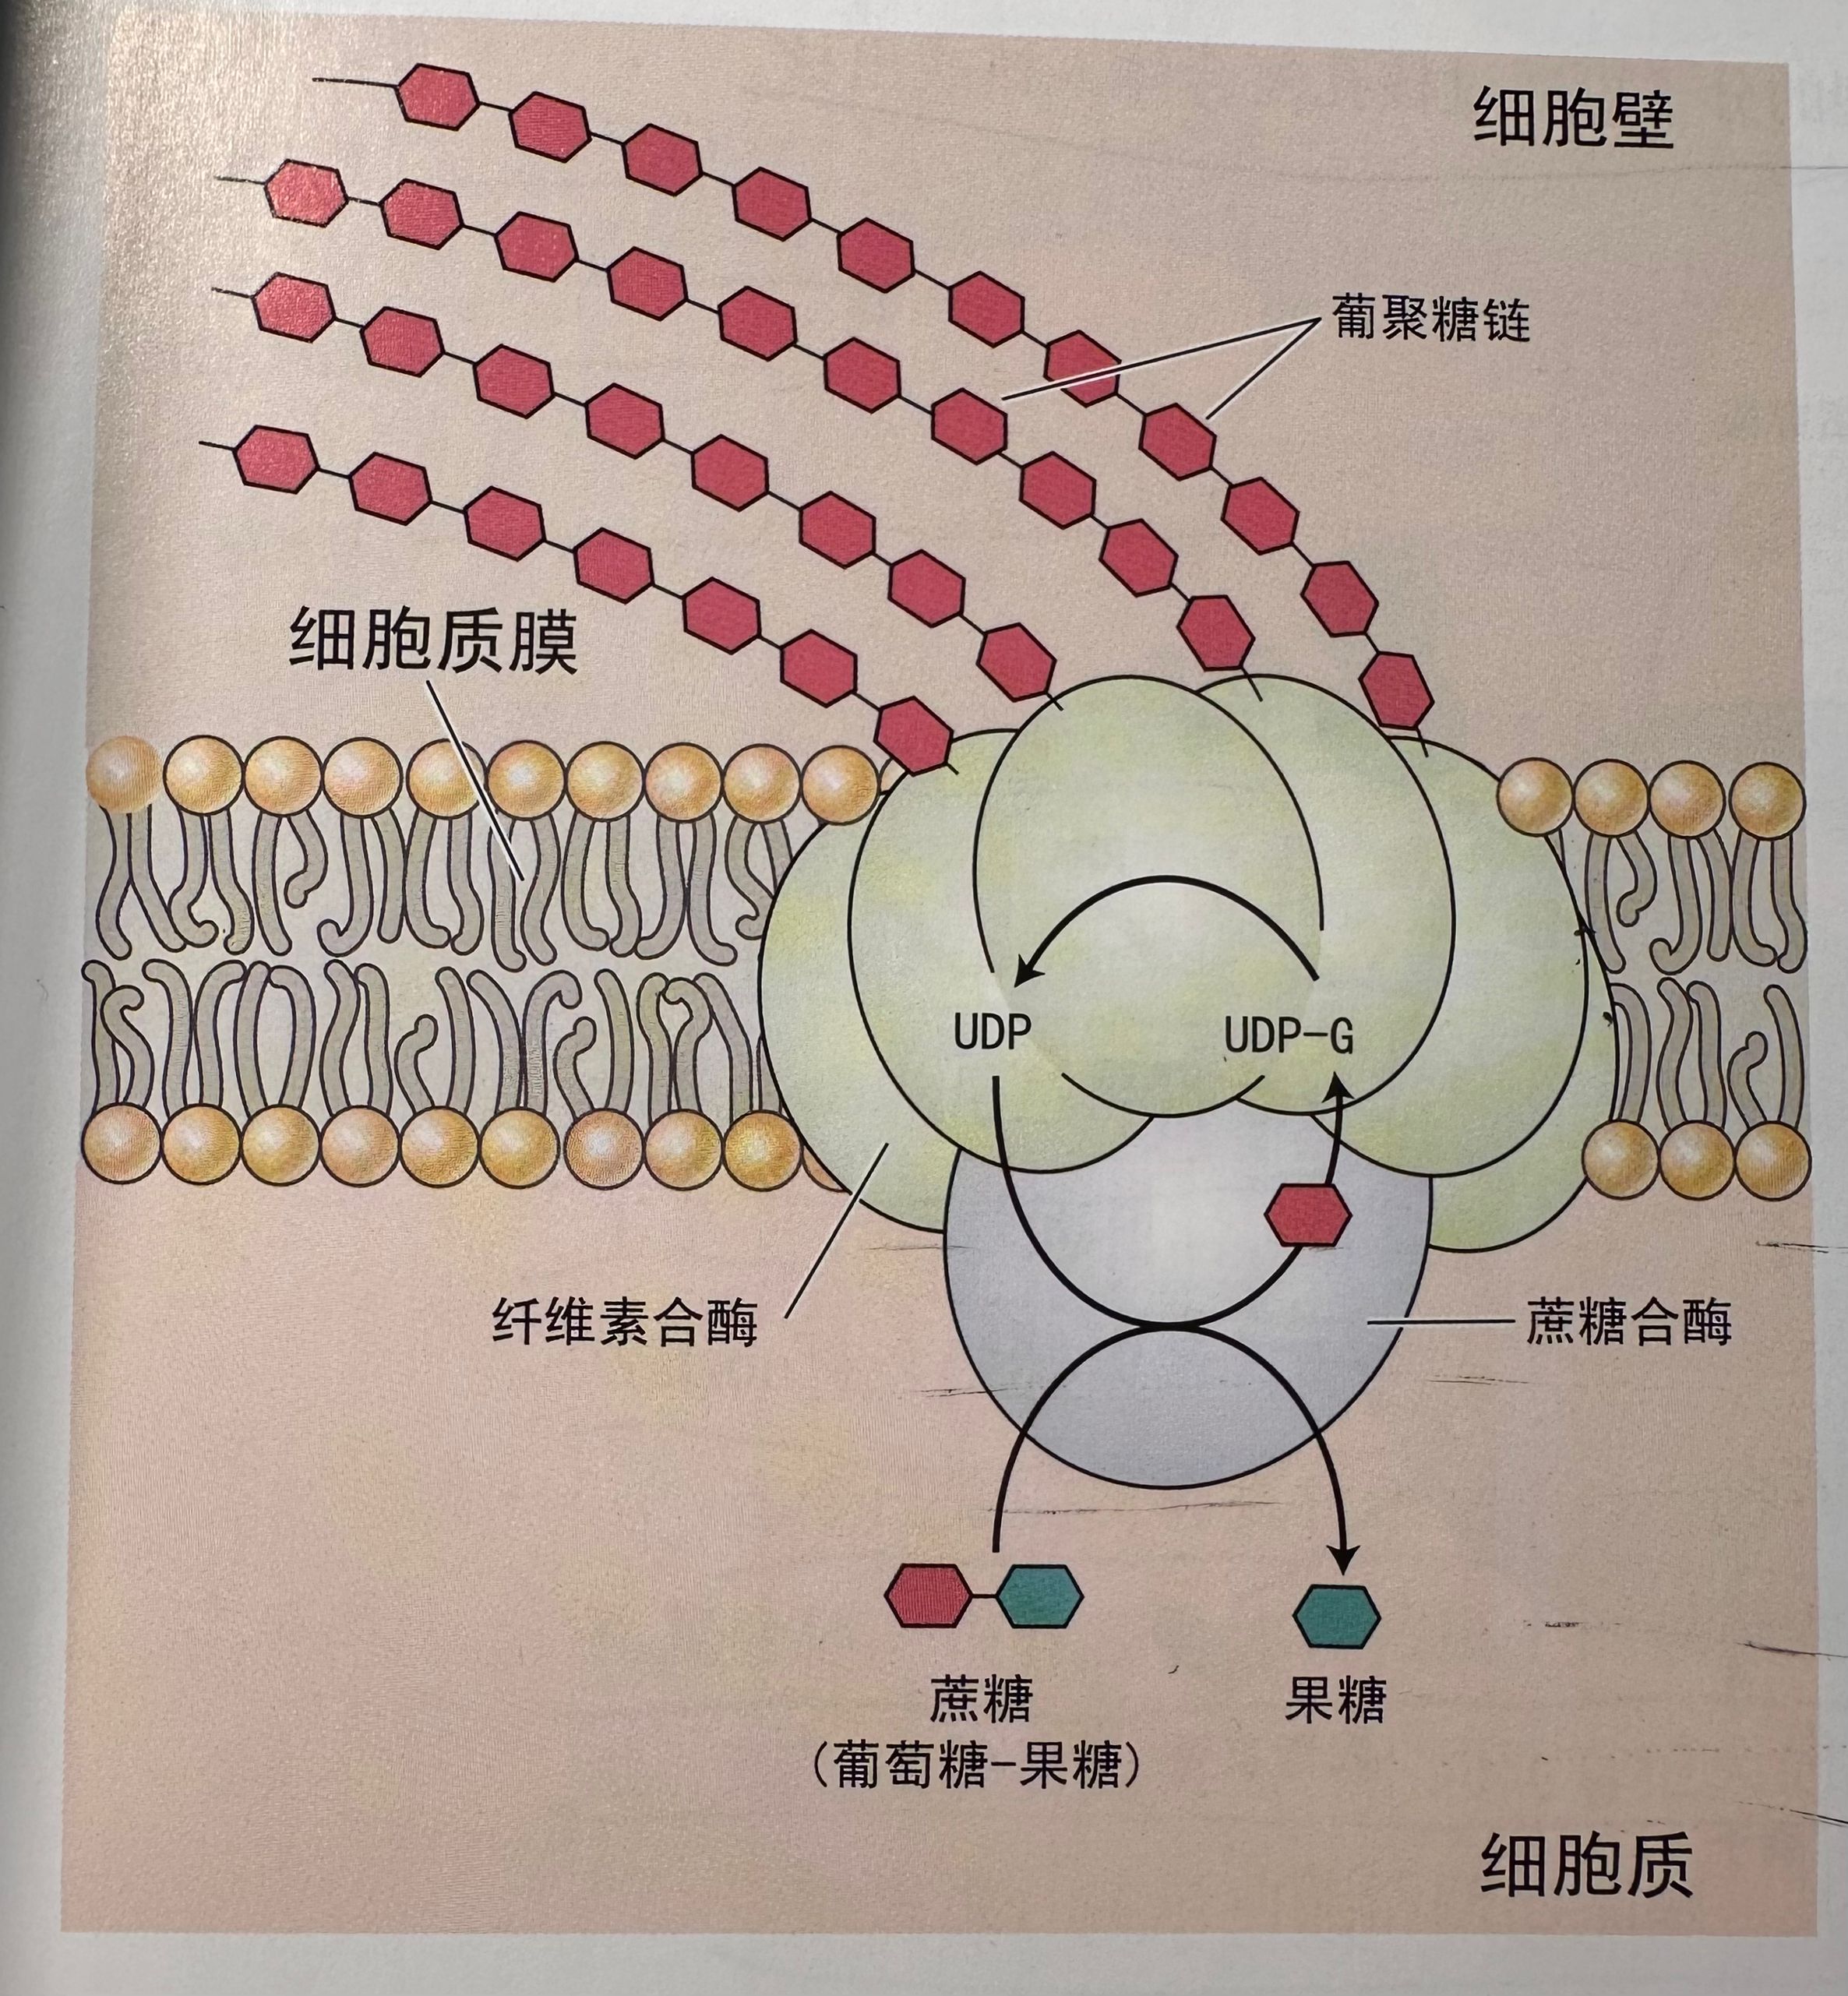 细胞壁
葡聚糖链
细胞质膜
UDP
UDP-G
纤维素合酶
蔗糖合酶
蔗糖
(葡萄糖-果糖)
果糖
细胞质